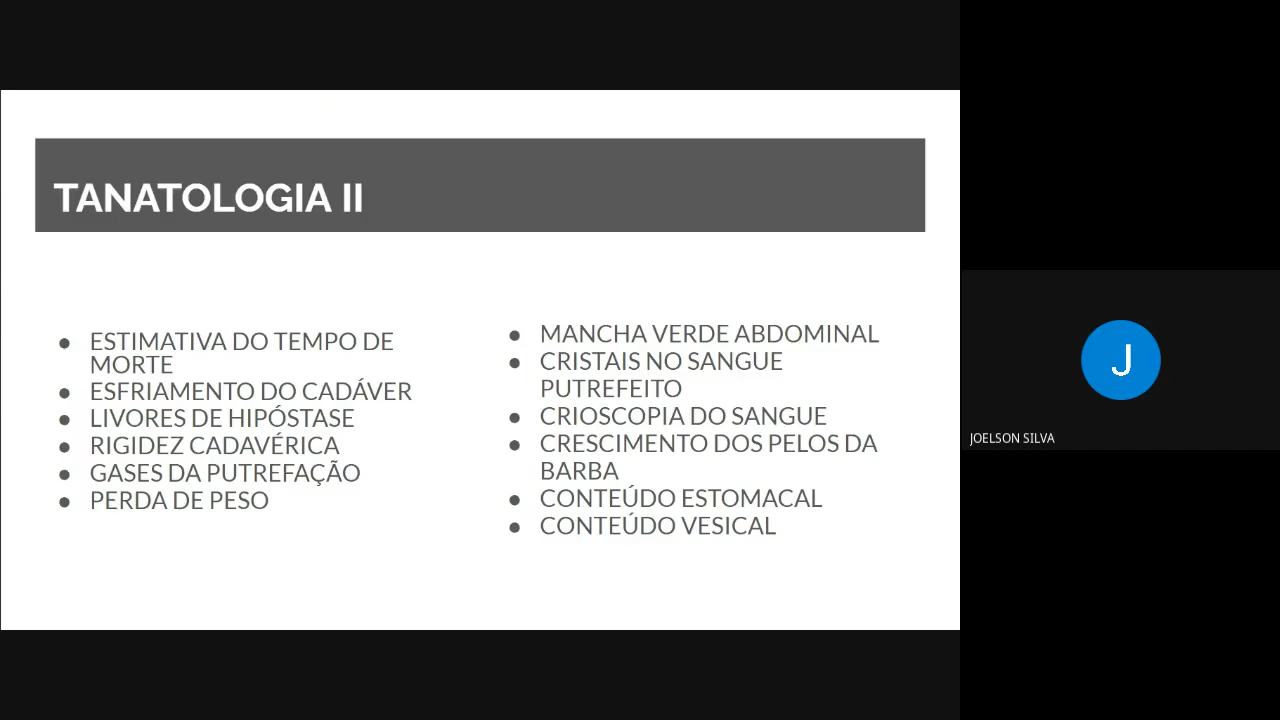 TANATOLOGIA II
● ESTIMATIVA DO TEMPO DE
MORTE
● ESFRIAMENTO DO CADÁVER
● LIVORES DE HIPÓSTASE
● RIGIDEZ CADAVÉRICA
● GASES DA PUTREFAÇÃO
● PERDA DE PESO
● MANCHA VERDE ABDOMINAL
● CRISTAIS NO SANGUE
PUTREFEITO
● CRIOSCOPIA DO SANGUE
● CRESCIMENTO DOS PELOS DA
BARBA
● CONTEÚDO ESTOMACAL
● CONTEÚDO VESICAL
J
JOELSON SILVA